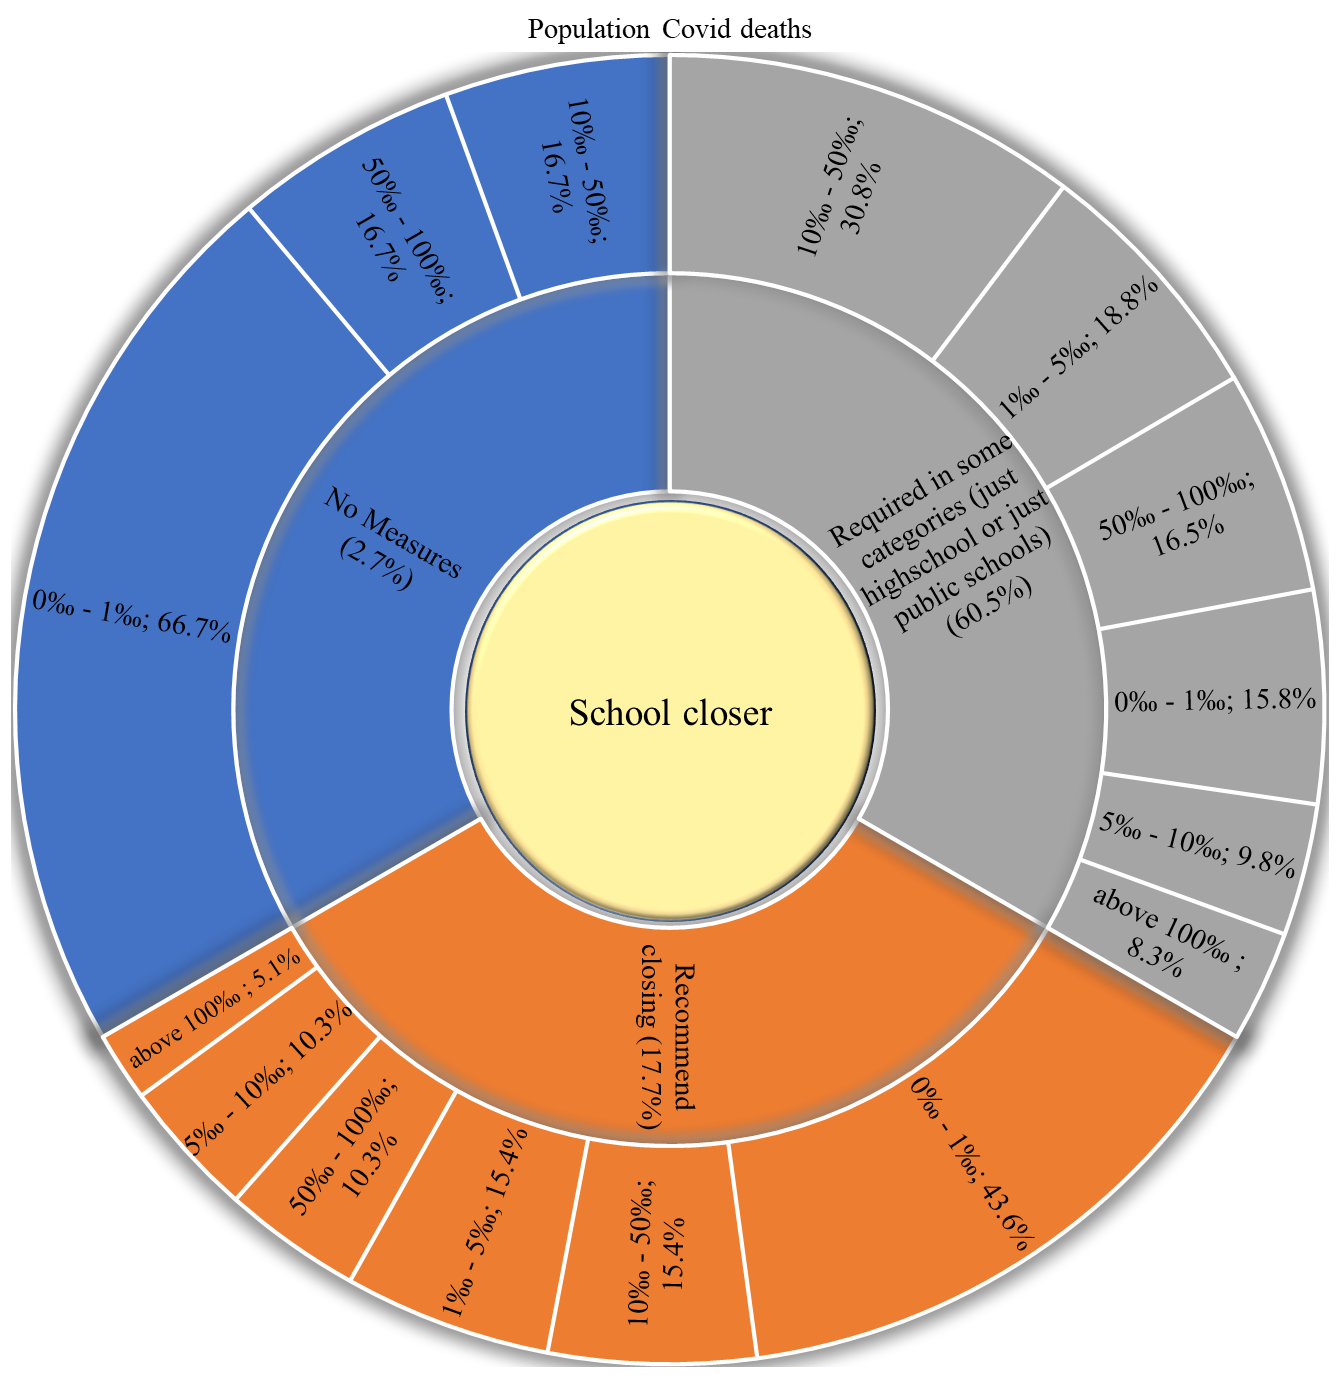 Population Covid deaths
10‰ - 50‰;
30.8%
1‰ - 5‰; 18.8%
50‰ - 100‰;
16.5%
0‰ - 1‰; 15.8%
5‰ - 10‰; 9.8%
above 100‰ ;
8.3%
Required in some
categories (just
highschool or just
public schools)
(60.5%)
0‰ - 1‰; 43.6%
10‰ - 50‰;
15.4%
1‰ - 5‰; 15.4%
50‰ - 100‰;
10.3%
5‰ - 10‰; 10.3%
above 100‰ ; 5.1%
Recommend
closing (17.7%)
0‰ - 1‰; 66.7%
50‰ - 100‰;
16.7%
10‰ - 50‰;
16.7%
No Measures
(2.7%)
School closer